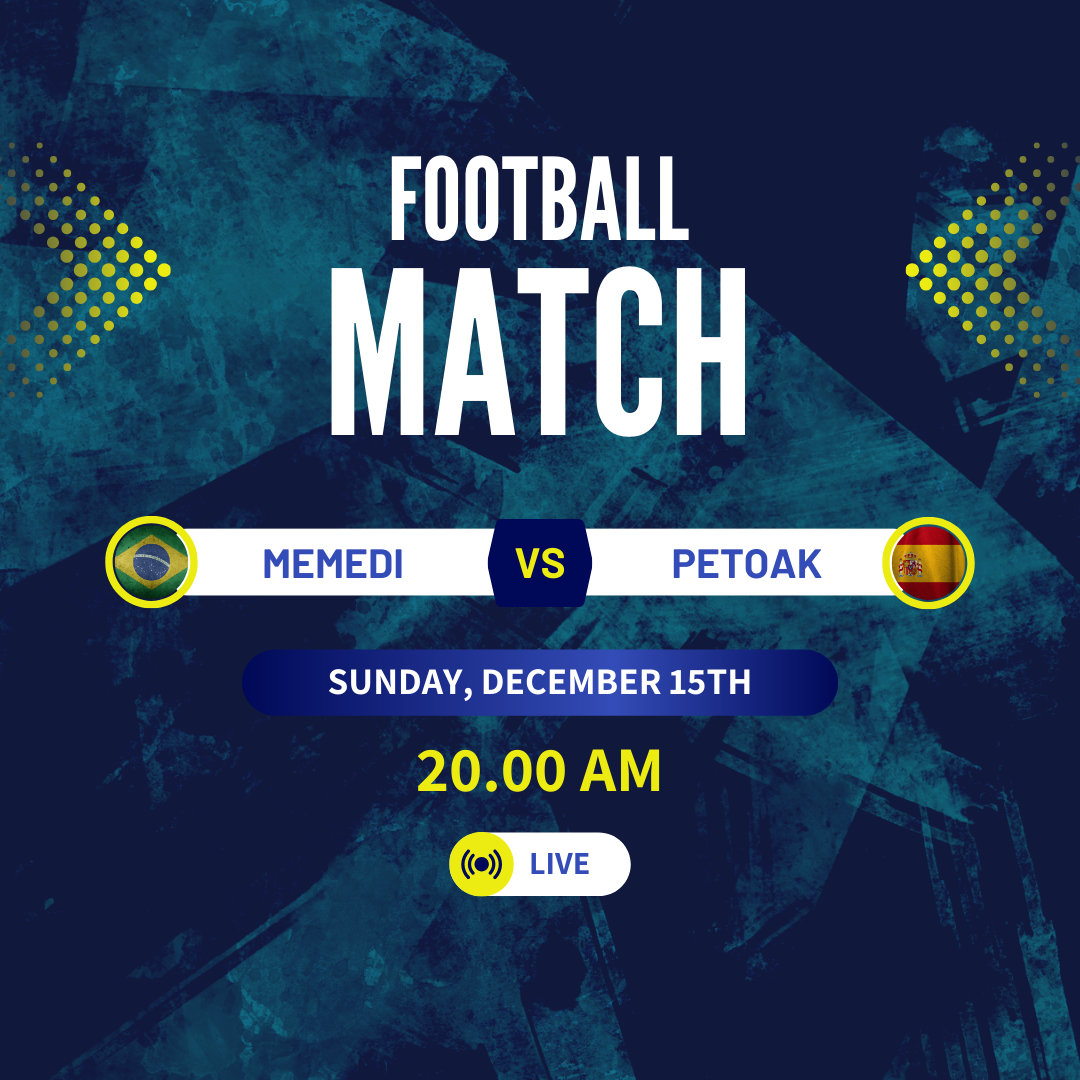 FOOTBALL
MATCH
MEMEDI VS PETOAK
SUNDAY, DECEMBER 15TH
20.00 AM
LIVE